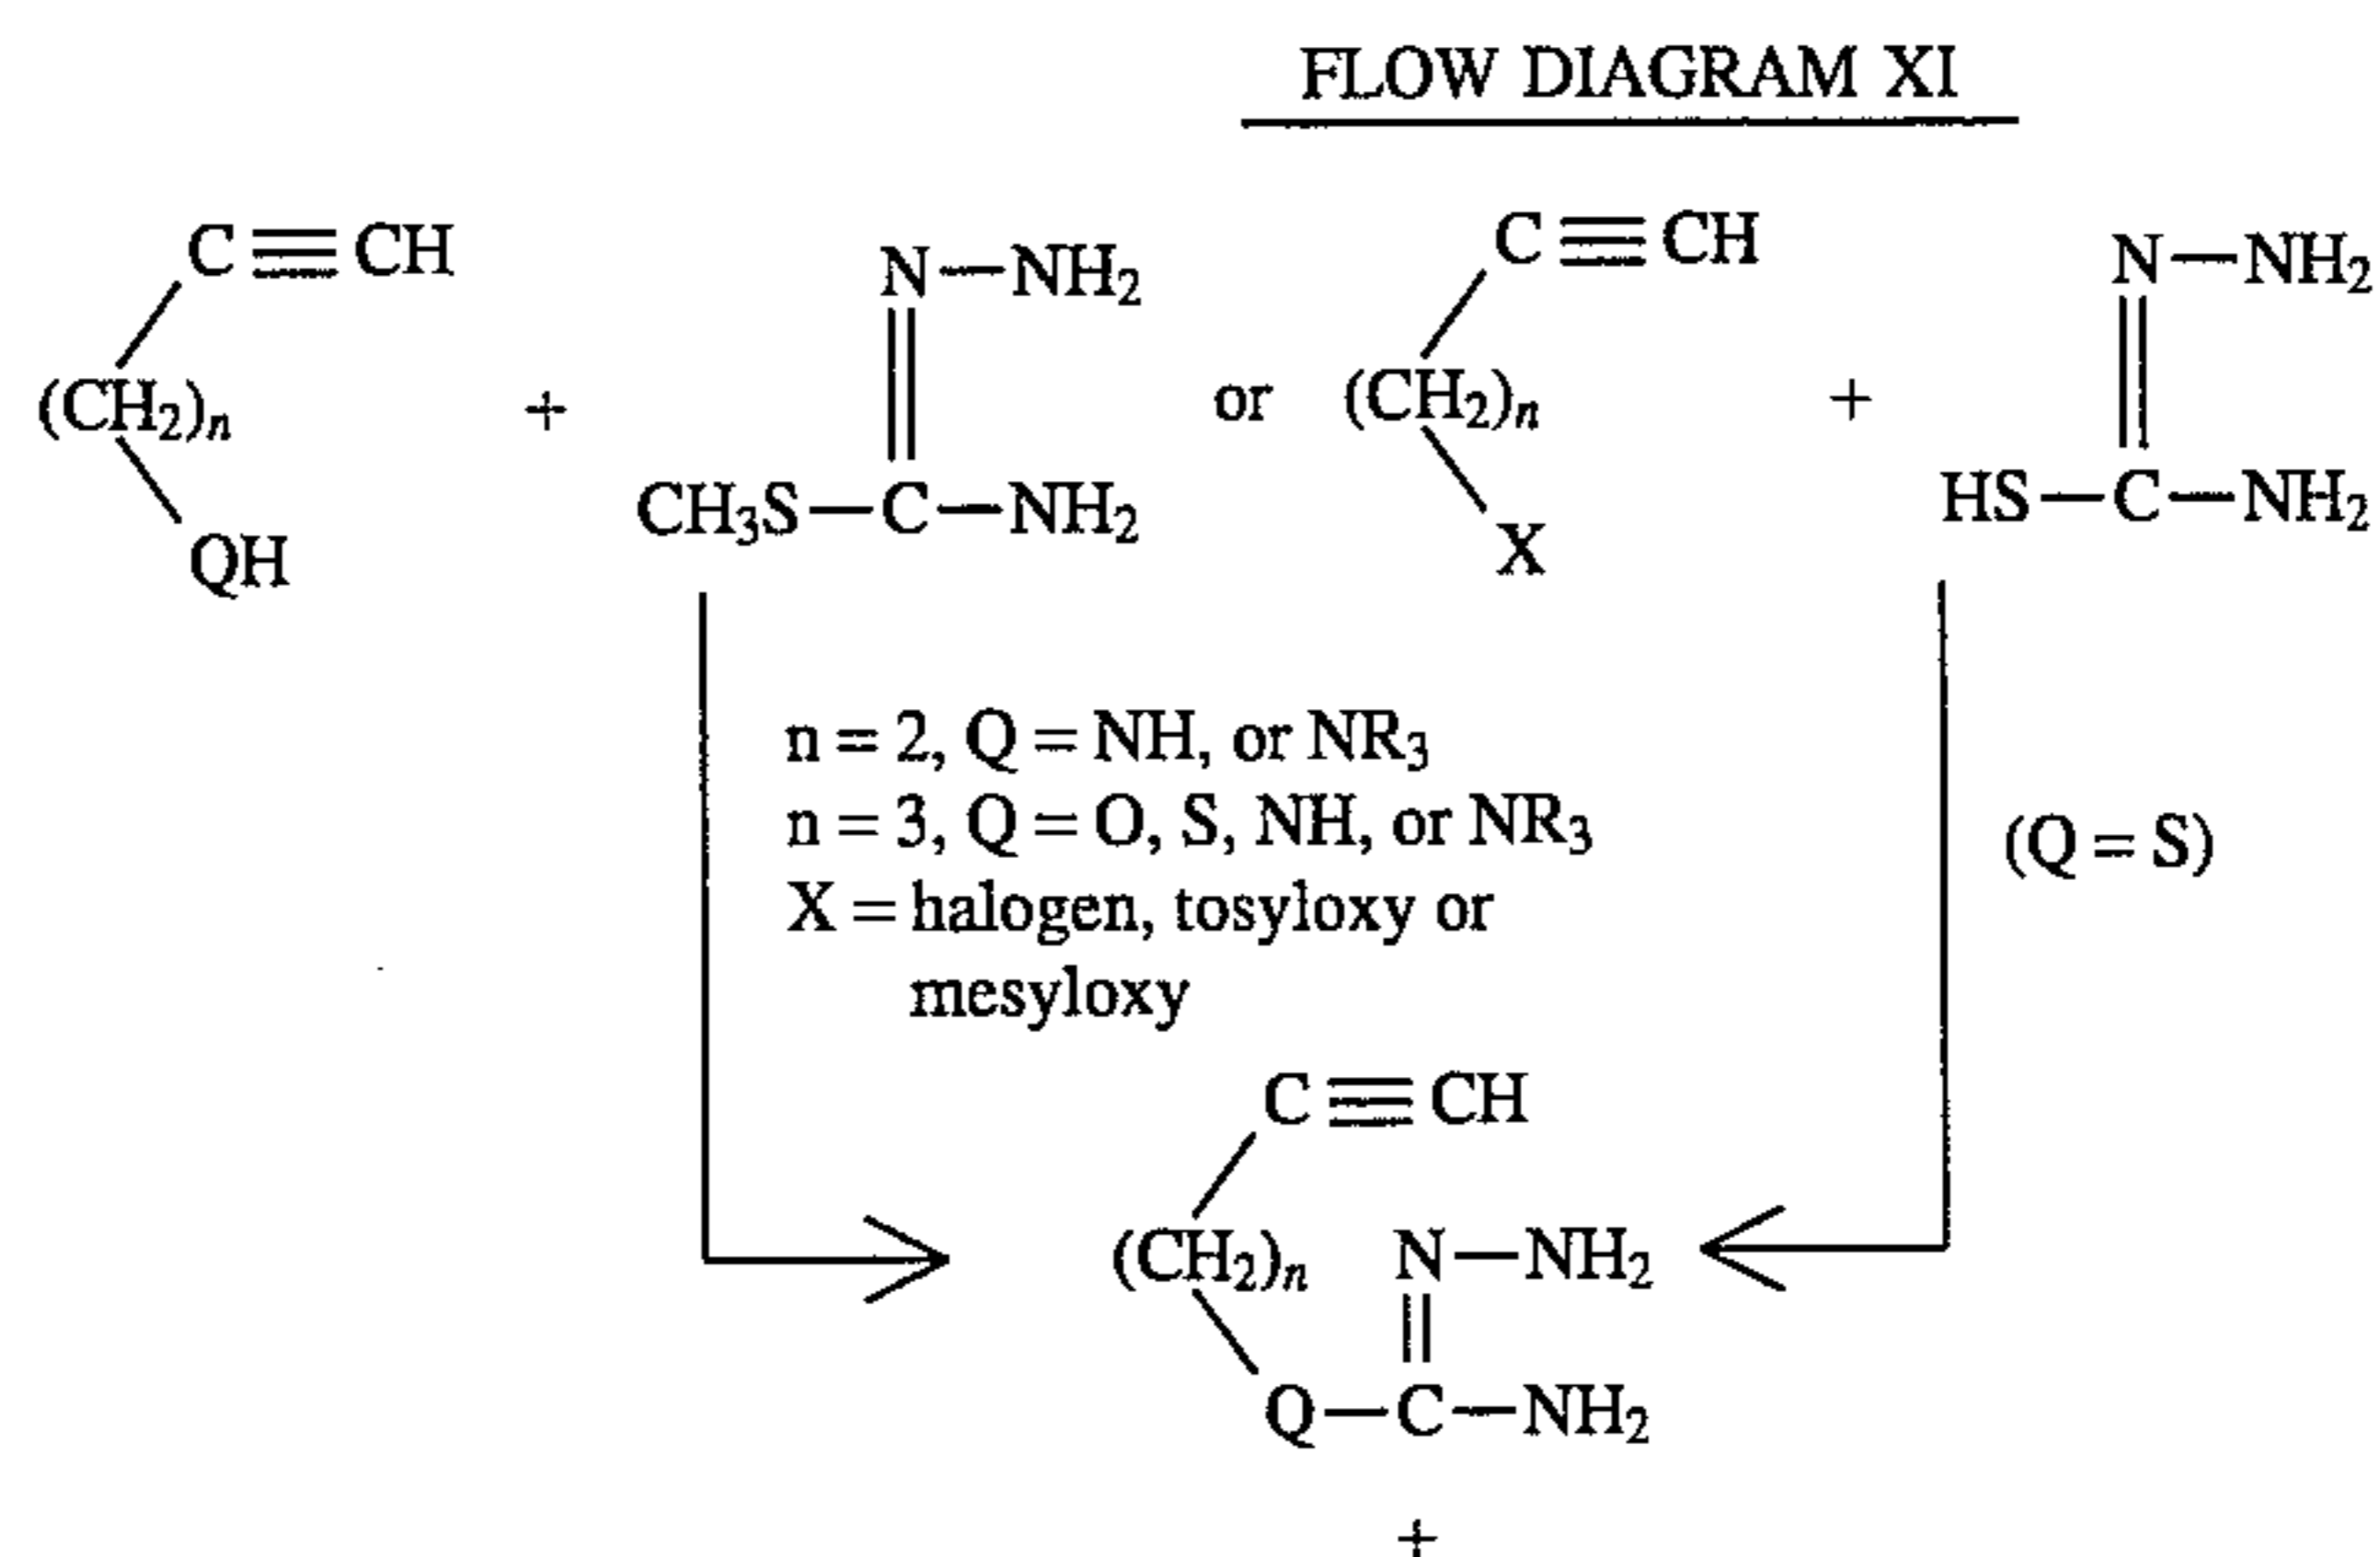 FLOW DIAGRAM XI
C≡CH
N—NH₂
C≡CH
N—NH₂
(CH₂)ₙ
+
or
(CH₂)ₙ
+
CH₃S—C—NH₂
HS—C—NH₂
QH
X
n = 2, Q = NH, or NR₃
n = 3, Q = O, S, NH, or NR₃
(Q = S)
X = halogen, tosyloxy or
mesyloxy
C≡CH
(CH₂)ₙ
N—NH₂
Q—C—NH₂
+